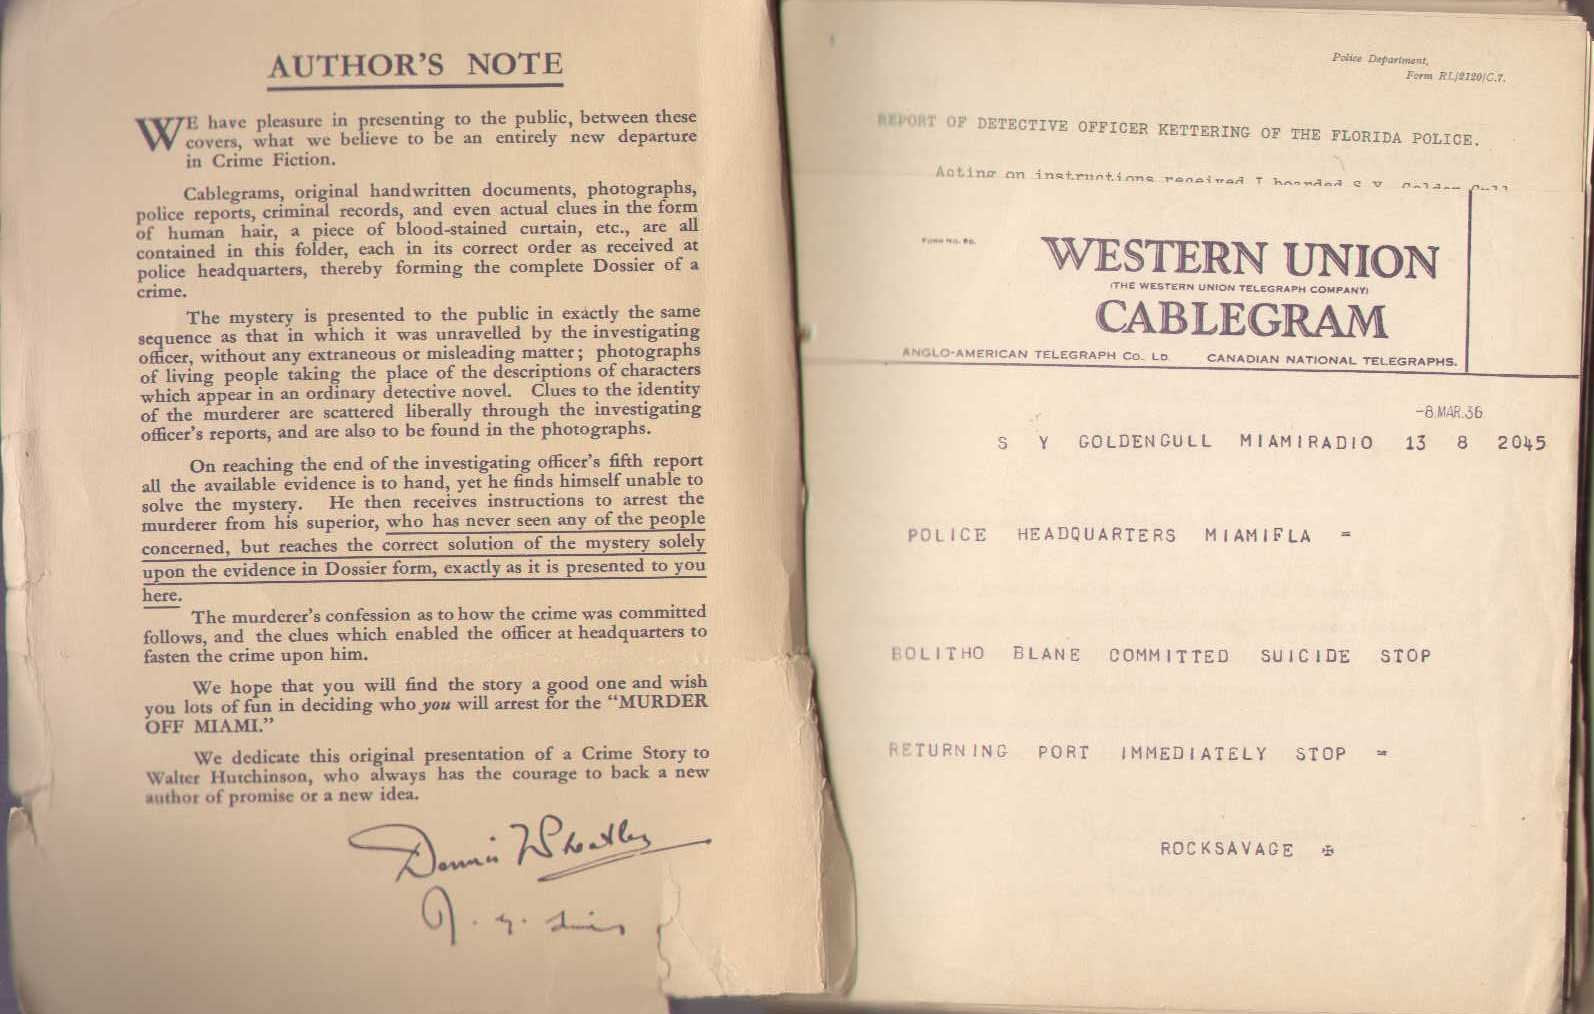 AUTHOR'S NOTE
WE have pleasure in presenting to the public, between these
covers, what we believe to be an entirely new departure
in Crime Fiction.
Cablegrams, original handwritten documents, photographs,
police reports, criminal records, and even actual clues in the form
of human hair, a piece of blood-stained curtain, etc., are all
contained in this folder, each in its correct order as received at
police headquarters, thereby forming the complete Dossier of a
crime.
The mystery is presented to the public in exactly the same
sequence as that in which it was unravelled by the investigating
officer, without any extraneous or misleading matter; photographs
of living people taking the place of the descriptions of characters
which appear in an ordinary detective novel. Clues to the identity
of the murderer are scattered liberally through the investigating
officer's reports, and are also to be found in the photographs.
On reaching the end of the investigating officer's fifth report
all the available evidence is to hand, yet he finds himself unable to
solve the mystery. He then receives instructions to arrest the
murderer from his superior, who has never seen any of the people
concerned, but reaches the correct solution of the mystery solely
upon the evidence in Dossier form, exactly as it is presented to you
here.
The murderer's confession as to how the crime was committed
follows, and the clues which enabled the officer at headquarters to
fasten the crime upon him.
We hope that you will find the story a good one and wish
you lots of fun in deciding who you will arrest for the "MURDER
OFF MIAMI."
We dedicate this original presentation of a Crime Story to
Walter Hutchinson, who always has the courage to back a new
author of promise or a new idea.
Dennis Wheatley
Police Department,
Form RL/2120/C.7.
REPORT OF DETECTIVE OFFICER KETTERING OF THE FLORIDA POLICE.
Acting on instructions received I boarded S.Y. Golden Gull
WESTERN UNION
(THE WESTERN UNION TELEGRAPH COMPANY)
CABLEGRAM
ANGLO-AMERICAN TELEGRAPH Co. Ld. CANADIAN NATIONAL TELEGRAPHS.
-8.MAR.36
S Y GOLDENGULL MIAMIRADIO 13 8 2045
POLICE HEADQUARTERS MIAMIFLA =
BOLITHO BLANE COMMITTED SUICIDE STOP
RETURNING PORT IMMEDIATELY STOP =
ROCKSAVAGE ✠